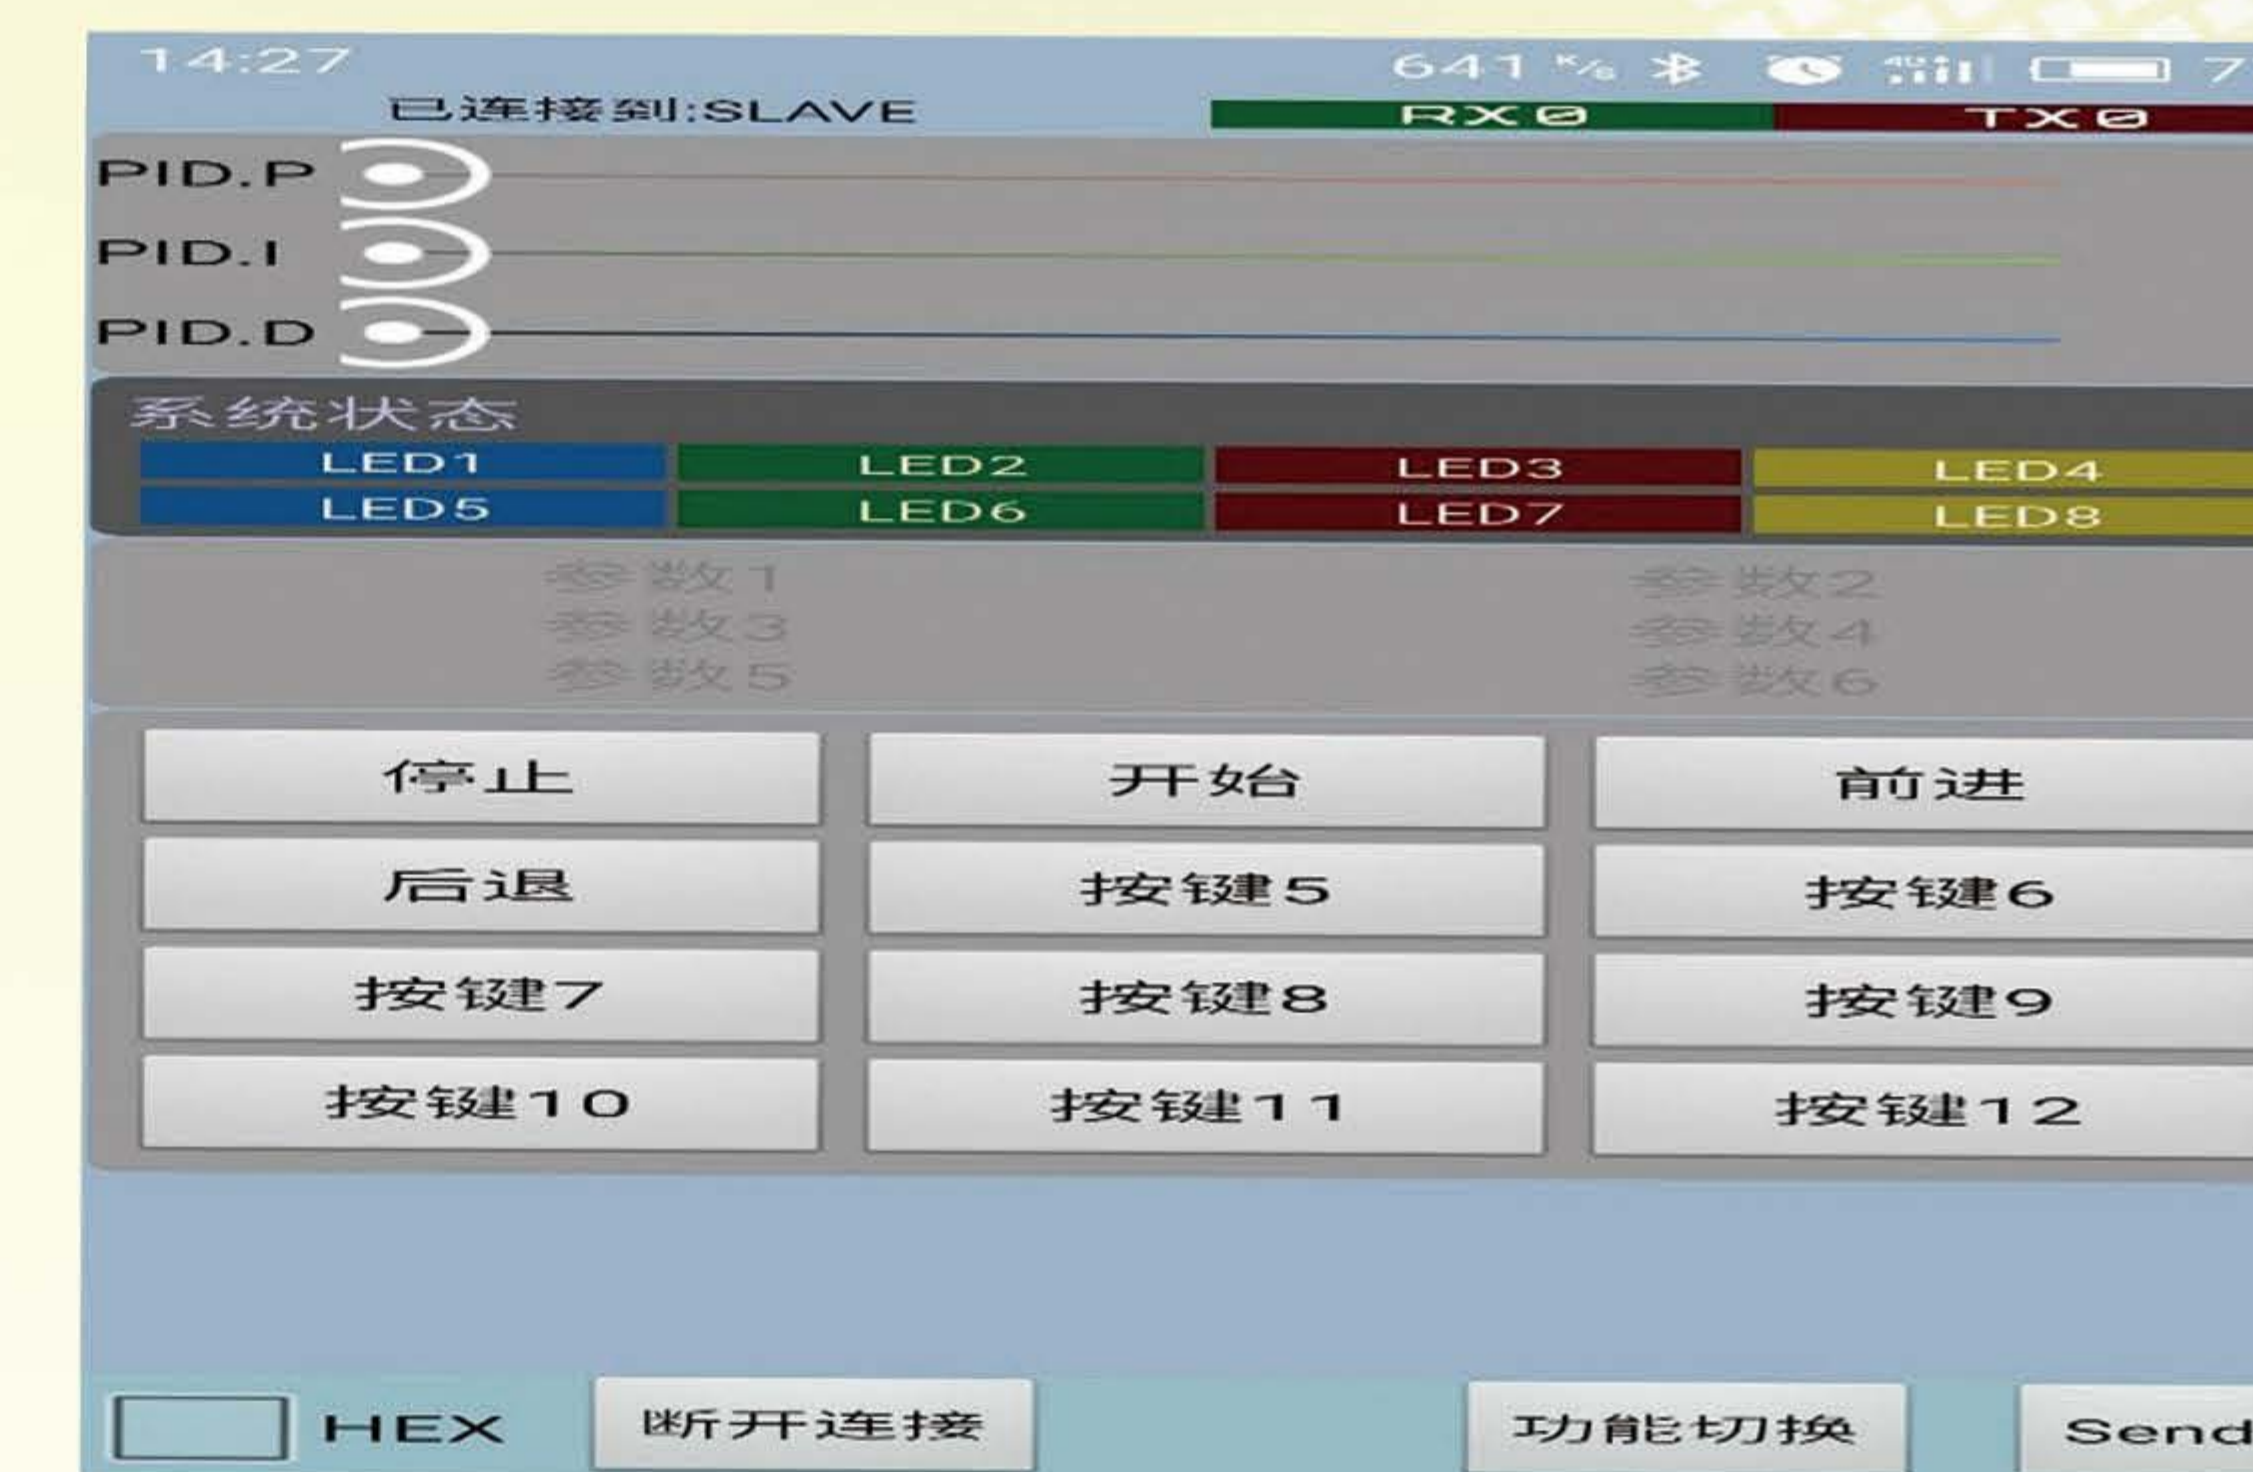 14:27 641 K/s 4G 7
已连接到:SLAVE RX0 TX0
PID.P
PID.I
PID.D
系统状态
LED1 LED2 LED3 LED4
LED5 LED6 LED7 LED8
参数1 参数2
参数3 参数4
参数5 参数6
停止 开始 前进
后退 按键5 按键6
按键7 按键8 按键9
按键10 按键11 按键12
HEX 断开连接 功能切换 Send